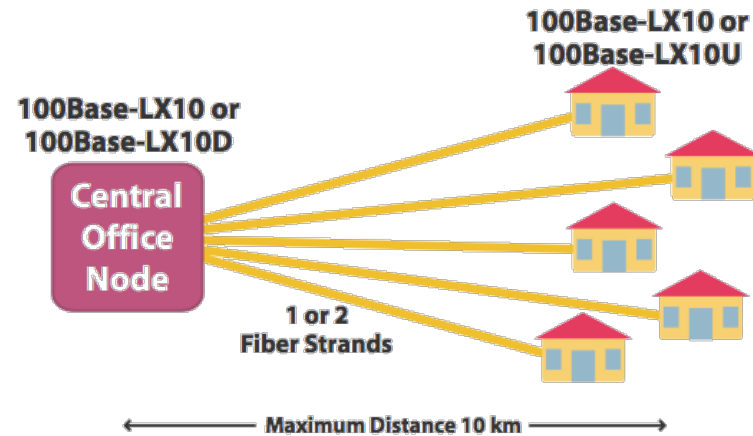 100Base-LX10 or
100Base-LX10U
100Base-LX10 or
100Base-LX10D
Central
Office
Node
1 or 2
Fiber Strands
Maximum Distance 10 km